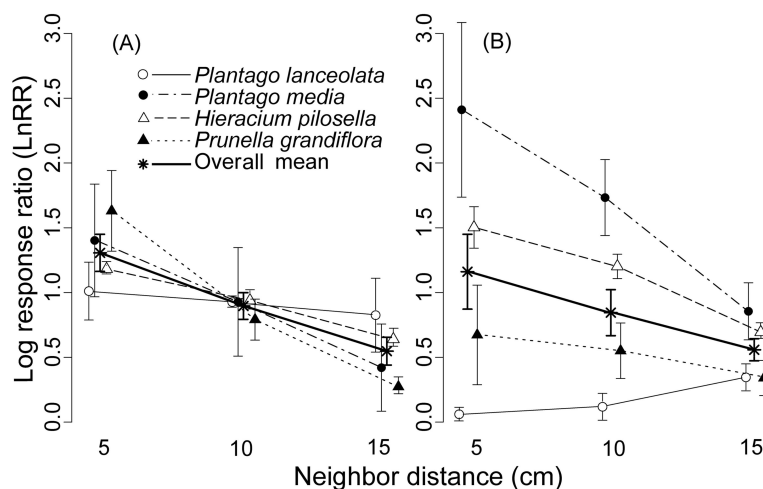 (A)
(B)
Plantago lanceolata
Plantago media
Hieracium pilosella
Prunella grandiflora
Overall mean
Log response ratio (LnRR)
3.0
2.5
2.0
1.5
1.0
0.5
0.0
3.0
2.5
2.0
1.5
1.0
0.5
0.0
5 10 15 5 10 15
Neighbor distance (cm)